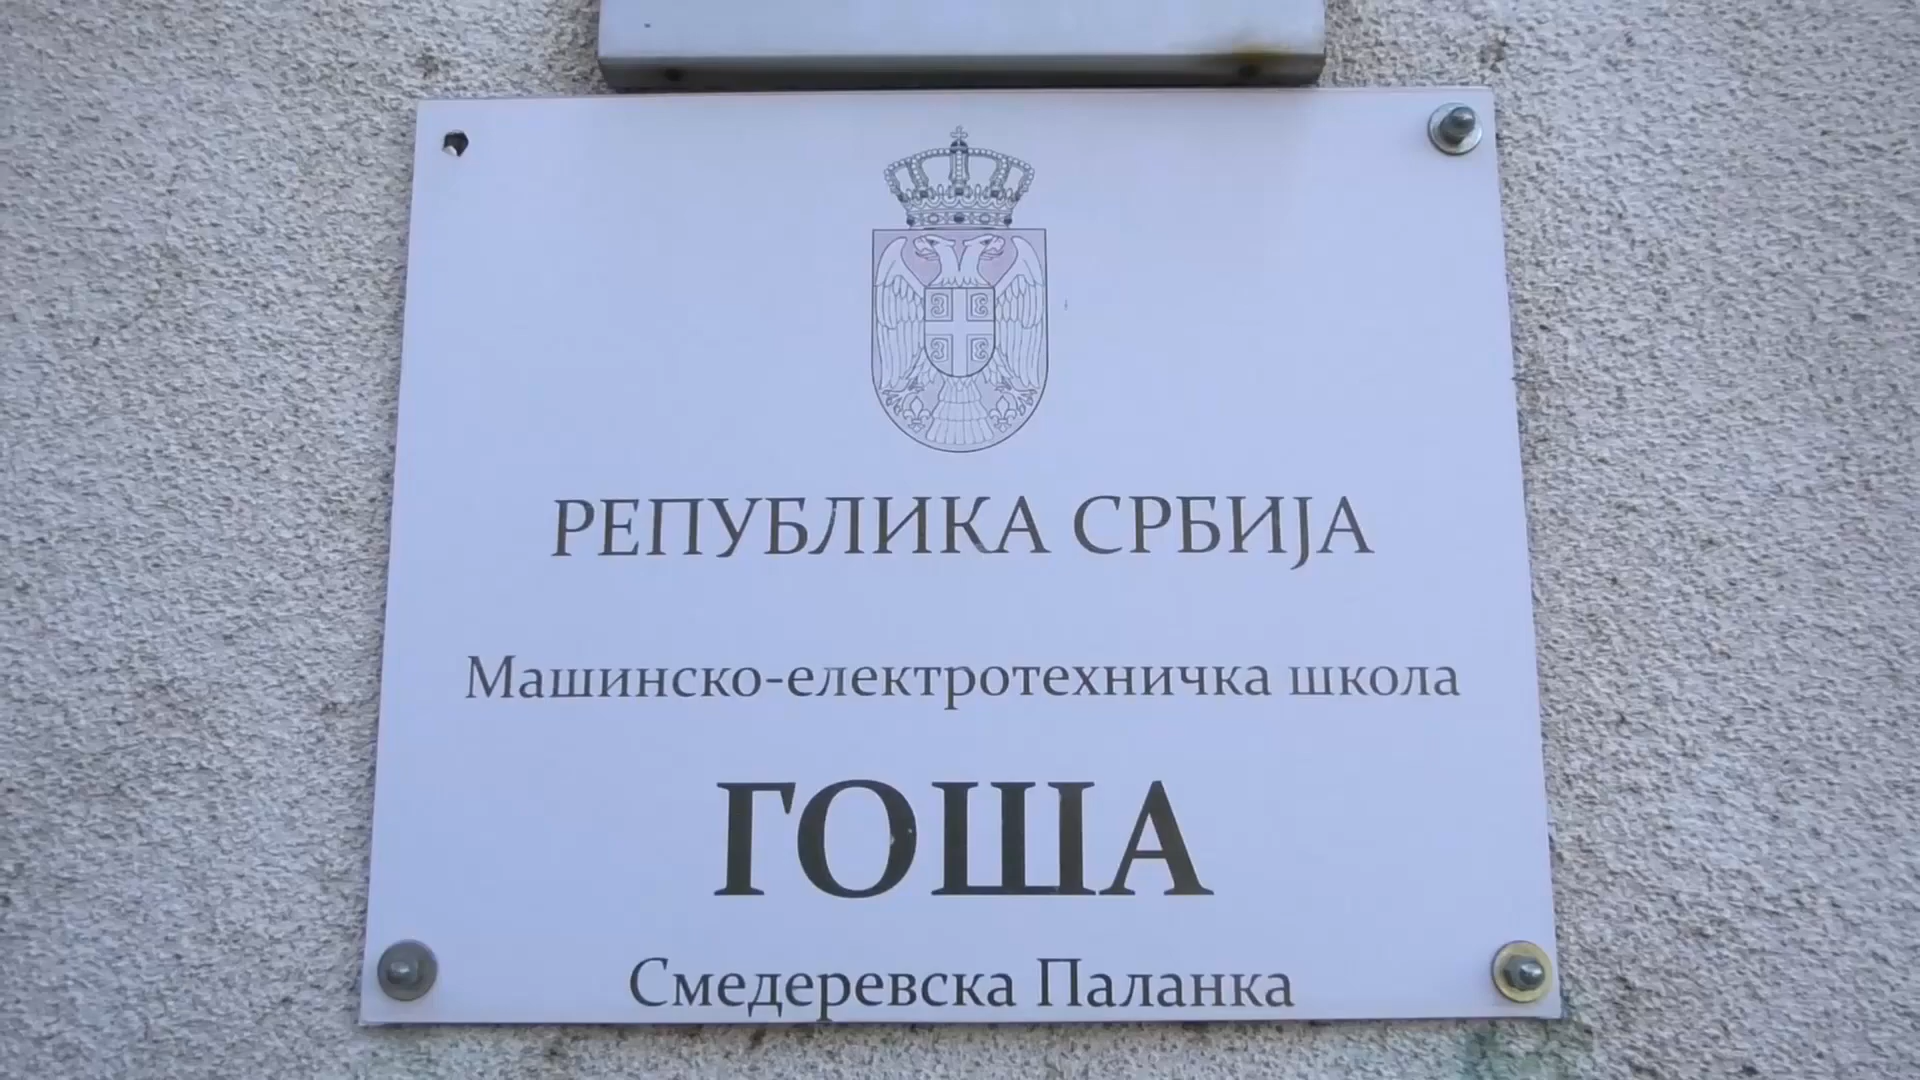 РЕПУБЛИКА СРБИЈА
Машинско-електротехничка школа
ГОША
Смедеревска Паланка